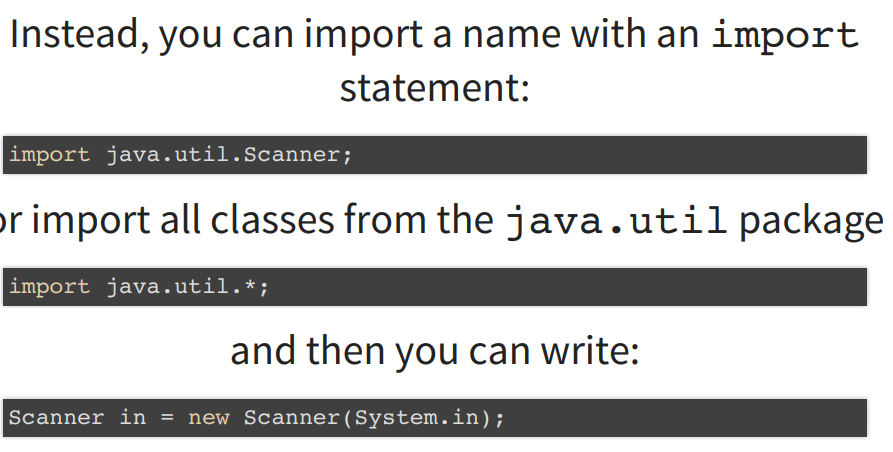 Instead, you can import a name with an import
statement:
import java.util.Scanner;
or import all classes from the java.util package
import java.util.*;
and then you can write:
Scanner in = new Scanner(System.in);